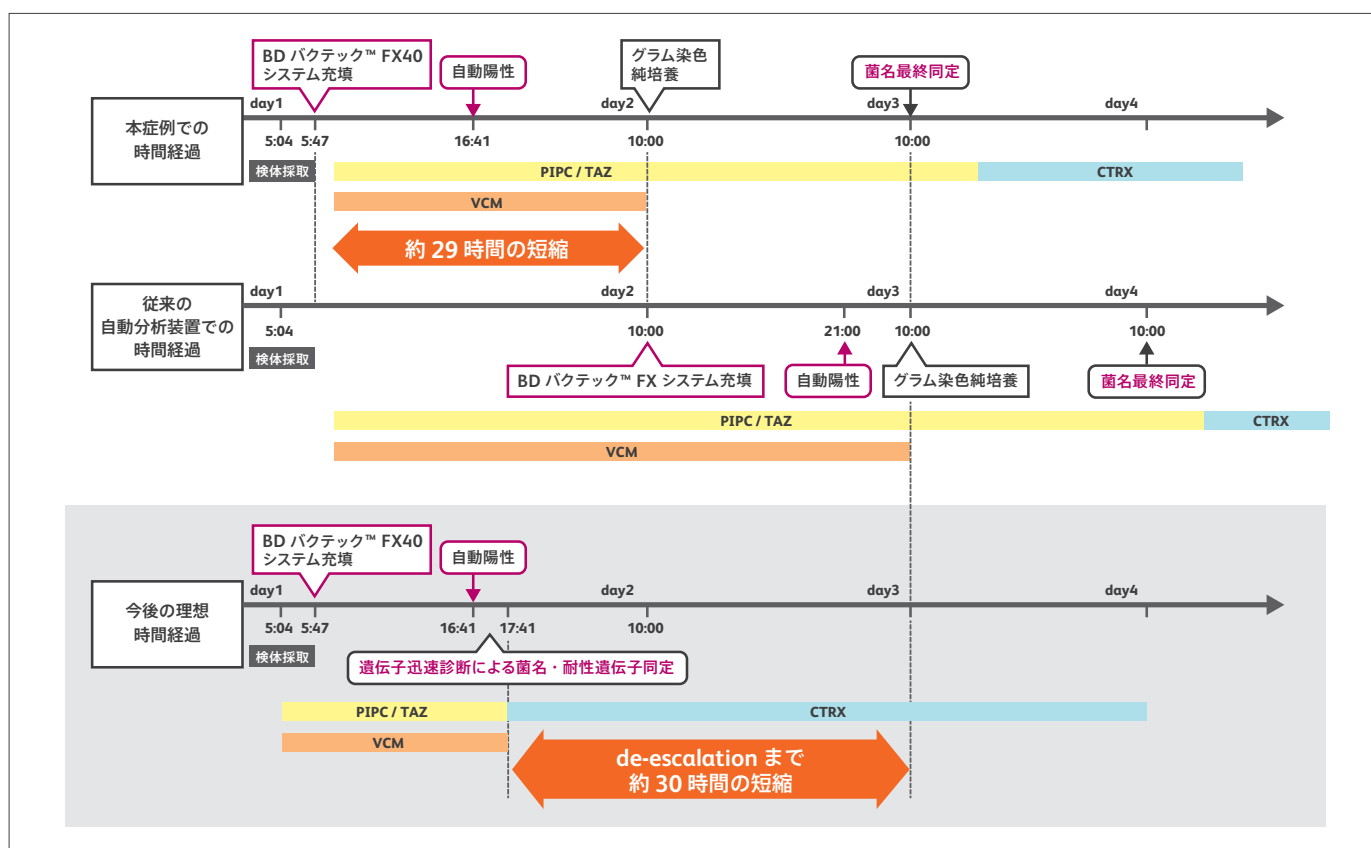 BD バクテック™ FX40
システム充填
自動陽性
グラム染色
純培養
菌名最終同定
本症例での
時間経過
day1
day2
day3
day4
5:04 5:47
16:41
10:00
10:00
検体採取
PIPC / TAZ
CTRX
VCM
約 29 時間の短縮
従来の
自動分析装置での
時間経過
day1
day2
day3
day4
5:04
10:00
21:00
10:00
10:00
検体採取
BD バクテック™ FX システム充填
自動陽性
グラム染色純培養
菌名最終同定
PIPC / TAZ
CTRX
VCM
BD バクテック™ FX40
システム充填
自動陽性
今後の理想
時間経過
day1
day2
day3
day4
5:04 5:47
16:41
17:41
10:00
検体採取
遺伝子迅速診断による菌名・耐性遺伝子同定
PIPC / TAZ
CTRX
VCM
de-escalation まで
約 30 時間の短縮